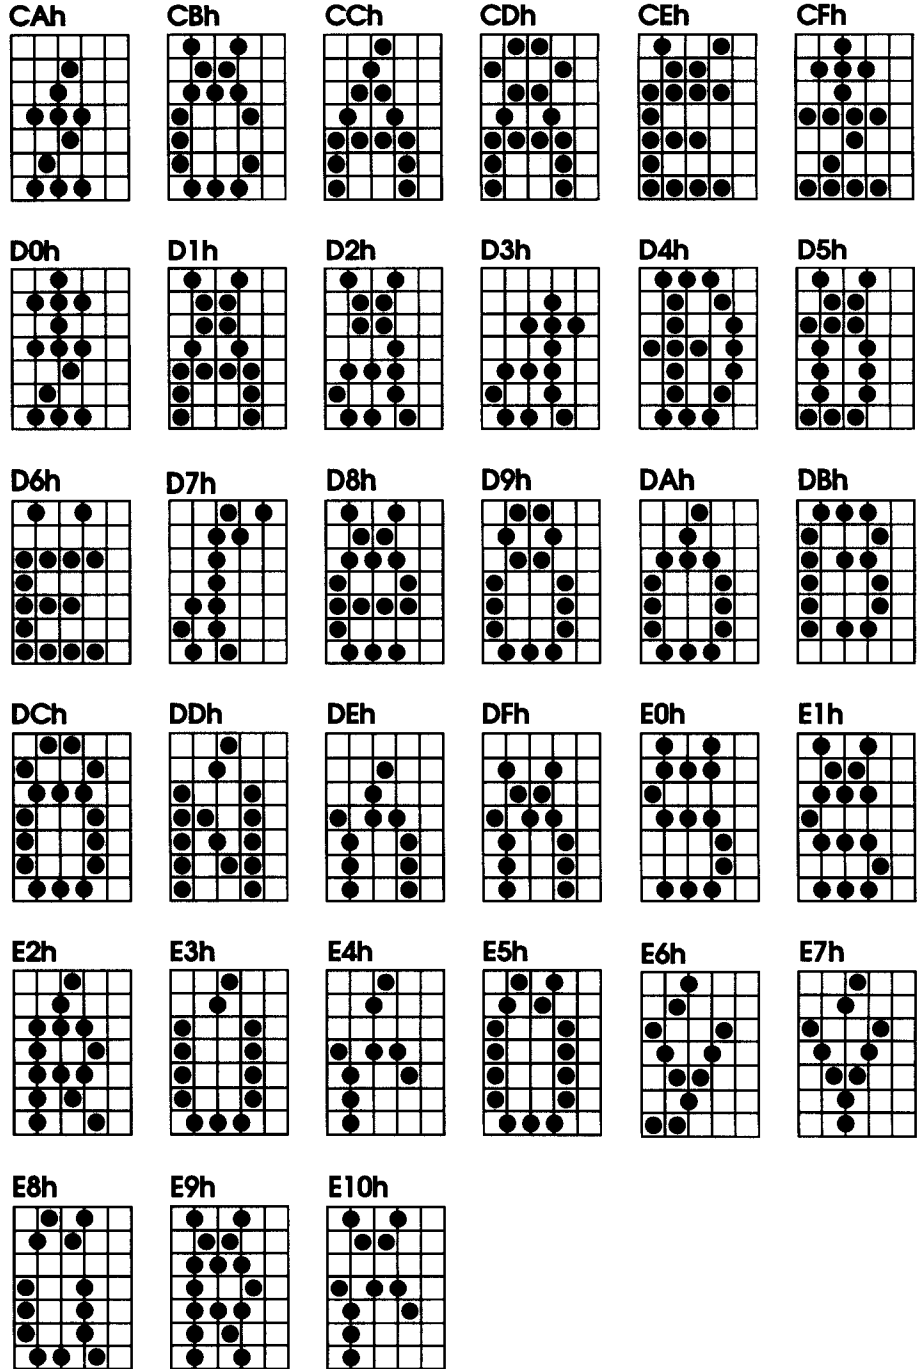 CAh CBh CCh CDh CEh CFh
D0h D1h D2h D3h D4h D5h
D6h D7h D8h D9h DAh DBh
DCh DDh DEh DFh E0h E1h
E2h E3h E4h E5h E6h E7h
E8h E9h E10h